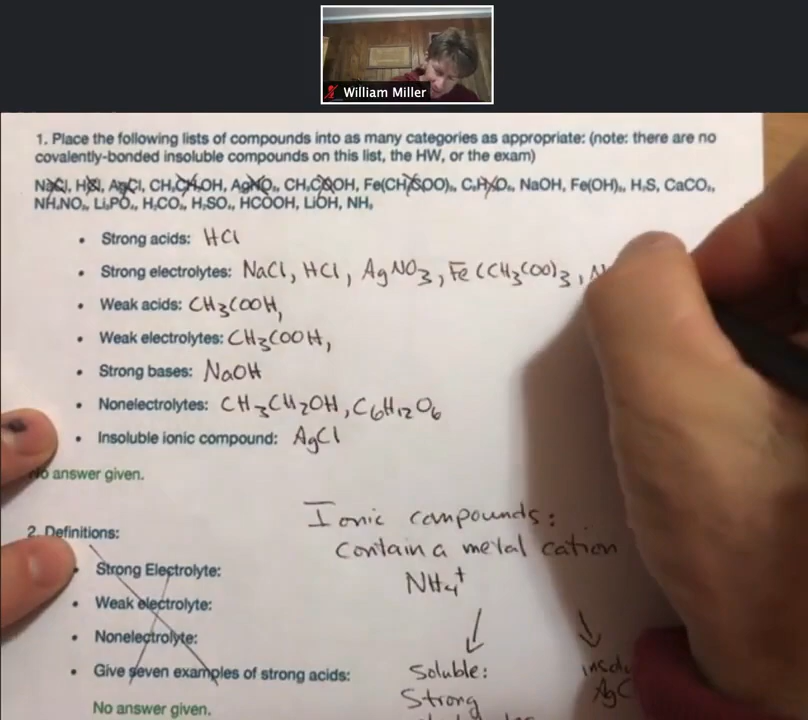 William Miller
1. Place the following lists of compounds into as many categories as appropriate: (note: there are no
covalently-bonded insoluble compounds on this list, the HW, or the exam)
NaCl, HCl, AgCl, CH₃CH₂OH, AgNO₃, CH₃COOH, Fe(CH₃COO)₃, C₆H₁₂O₆, NaOH, Fe(OH)₃, H₂S, CaCO₃,
NH₄NO₃, Li₃PO₄, H₂CO₃, H₂SO₄, HCOOH, LiOH, NH₃
• Strong acids: HCl
• Strong electrolytes: NaCl, HCl, AgNO₃, Fe(CH₃COO)₃, N
• Weak acids: CH₃COOH,
• Weak electrolytes: CH₃COOH,
• Strong bases: NaOH
• Nonelectrolytes: CH₃CH₂OH, C₆H₁₂O₆
• Insoluble ionic compound: AgCl
No answer given.
Ionic compounds:
contain a metal cation
NH₄⁺
2. Definitions:
• Strong Electrolyte:
• Weak electrolyte:
• Nonelectrolyte:
• Give seven examples of strong acids:
No answer given.
Soluble:
Strong
insolu
AgC